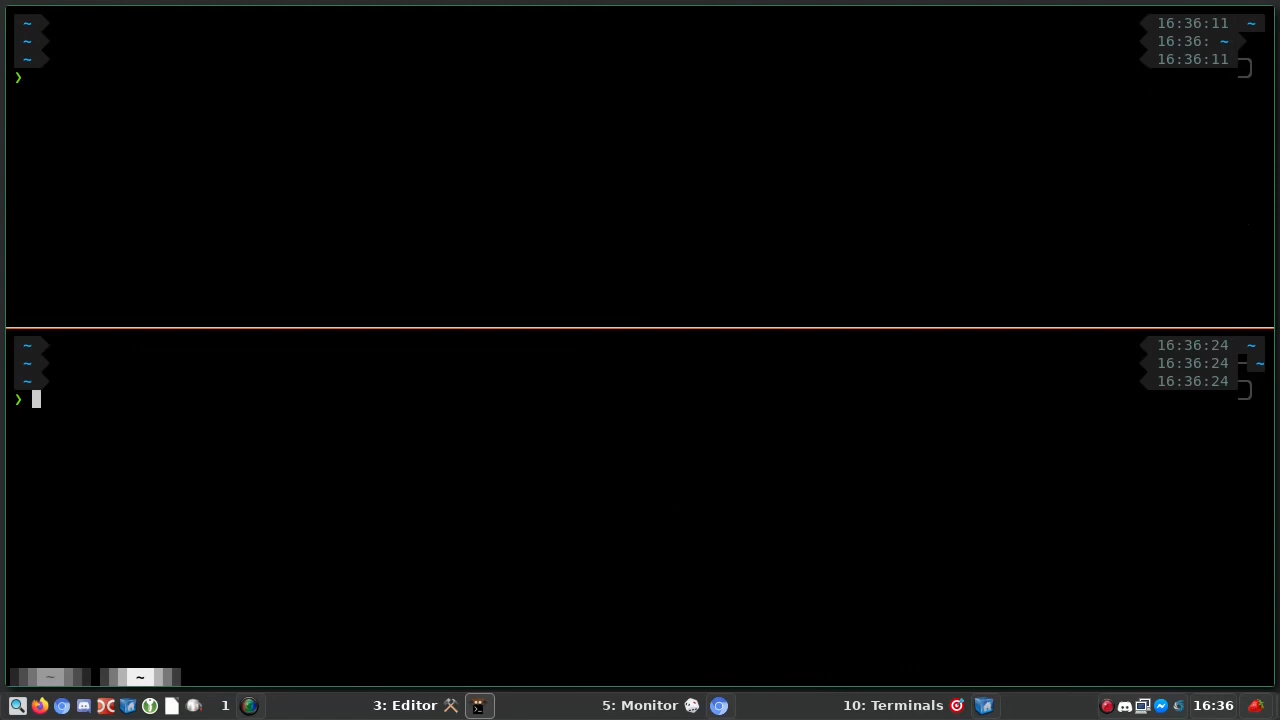 ~ 16:36:11 ~
~ 16:36: ~
~ 16:36:11
❯
~ 16:36:24 ~
~ 16:36:24 ~
~ 16:36:24
❯
~ ~
1 3: Editor 5: Monitor 10: Terminals 16:36